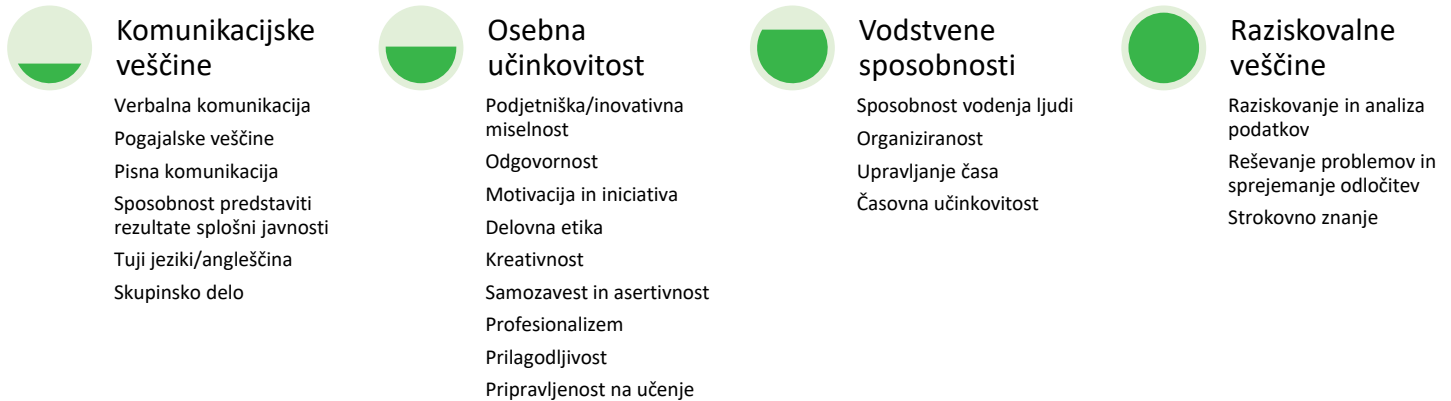 Komunikacijske
veščine
Verbalna komunikacija
Pogajalske veščine
Pisna komunikacija
Sposobnost predstaviti
rezultate splošni javnosti
Tuji jeziki/angleščina
Skupinsko delo
Osebna
učinkovitost
Podjetniška/inovativna
miselnost
Odgovornost
Motivacija in iniciativa
Delovna etika
Kreativnost
Samozavest in asertivnost
Profesionalizem
Prilagodljivost
Pripravljenost na učenje
Vodstvene
sposobnosti
Sposobnost vodenja ljudi
Organiziranost
Upravljanje časa
Časovna učinkovitost
Raziskovalne
veščine
Raziskovanje in analiza
podatkov
Reševanje problemov in
sprejemanje odločitev
Strokovno znanje